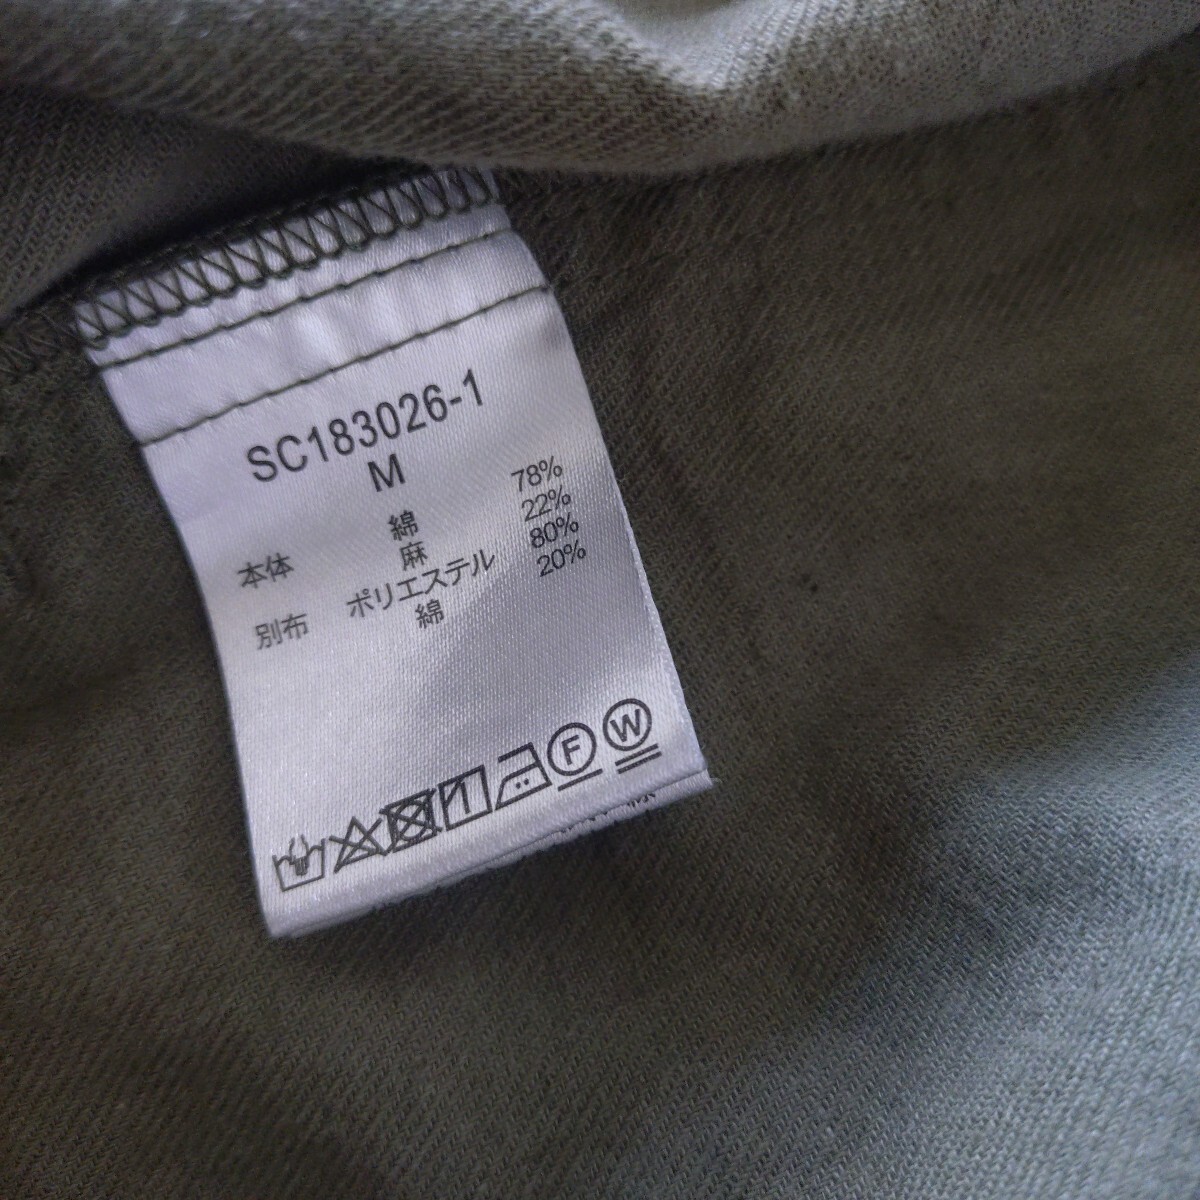 SC183026-1
M
綿 78%
本体 麻 22%
ポリエステル 80%
別布 綿 20%
F W